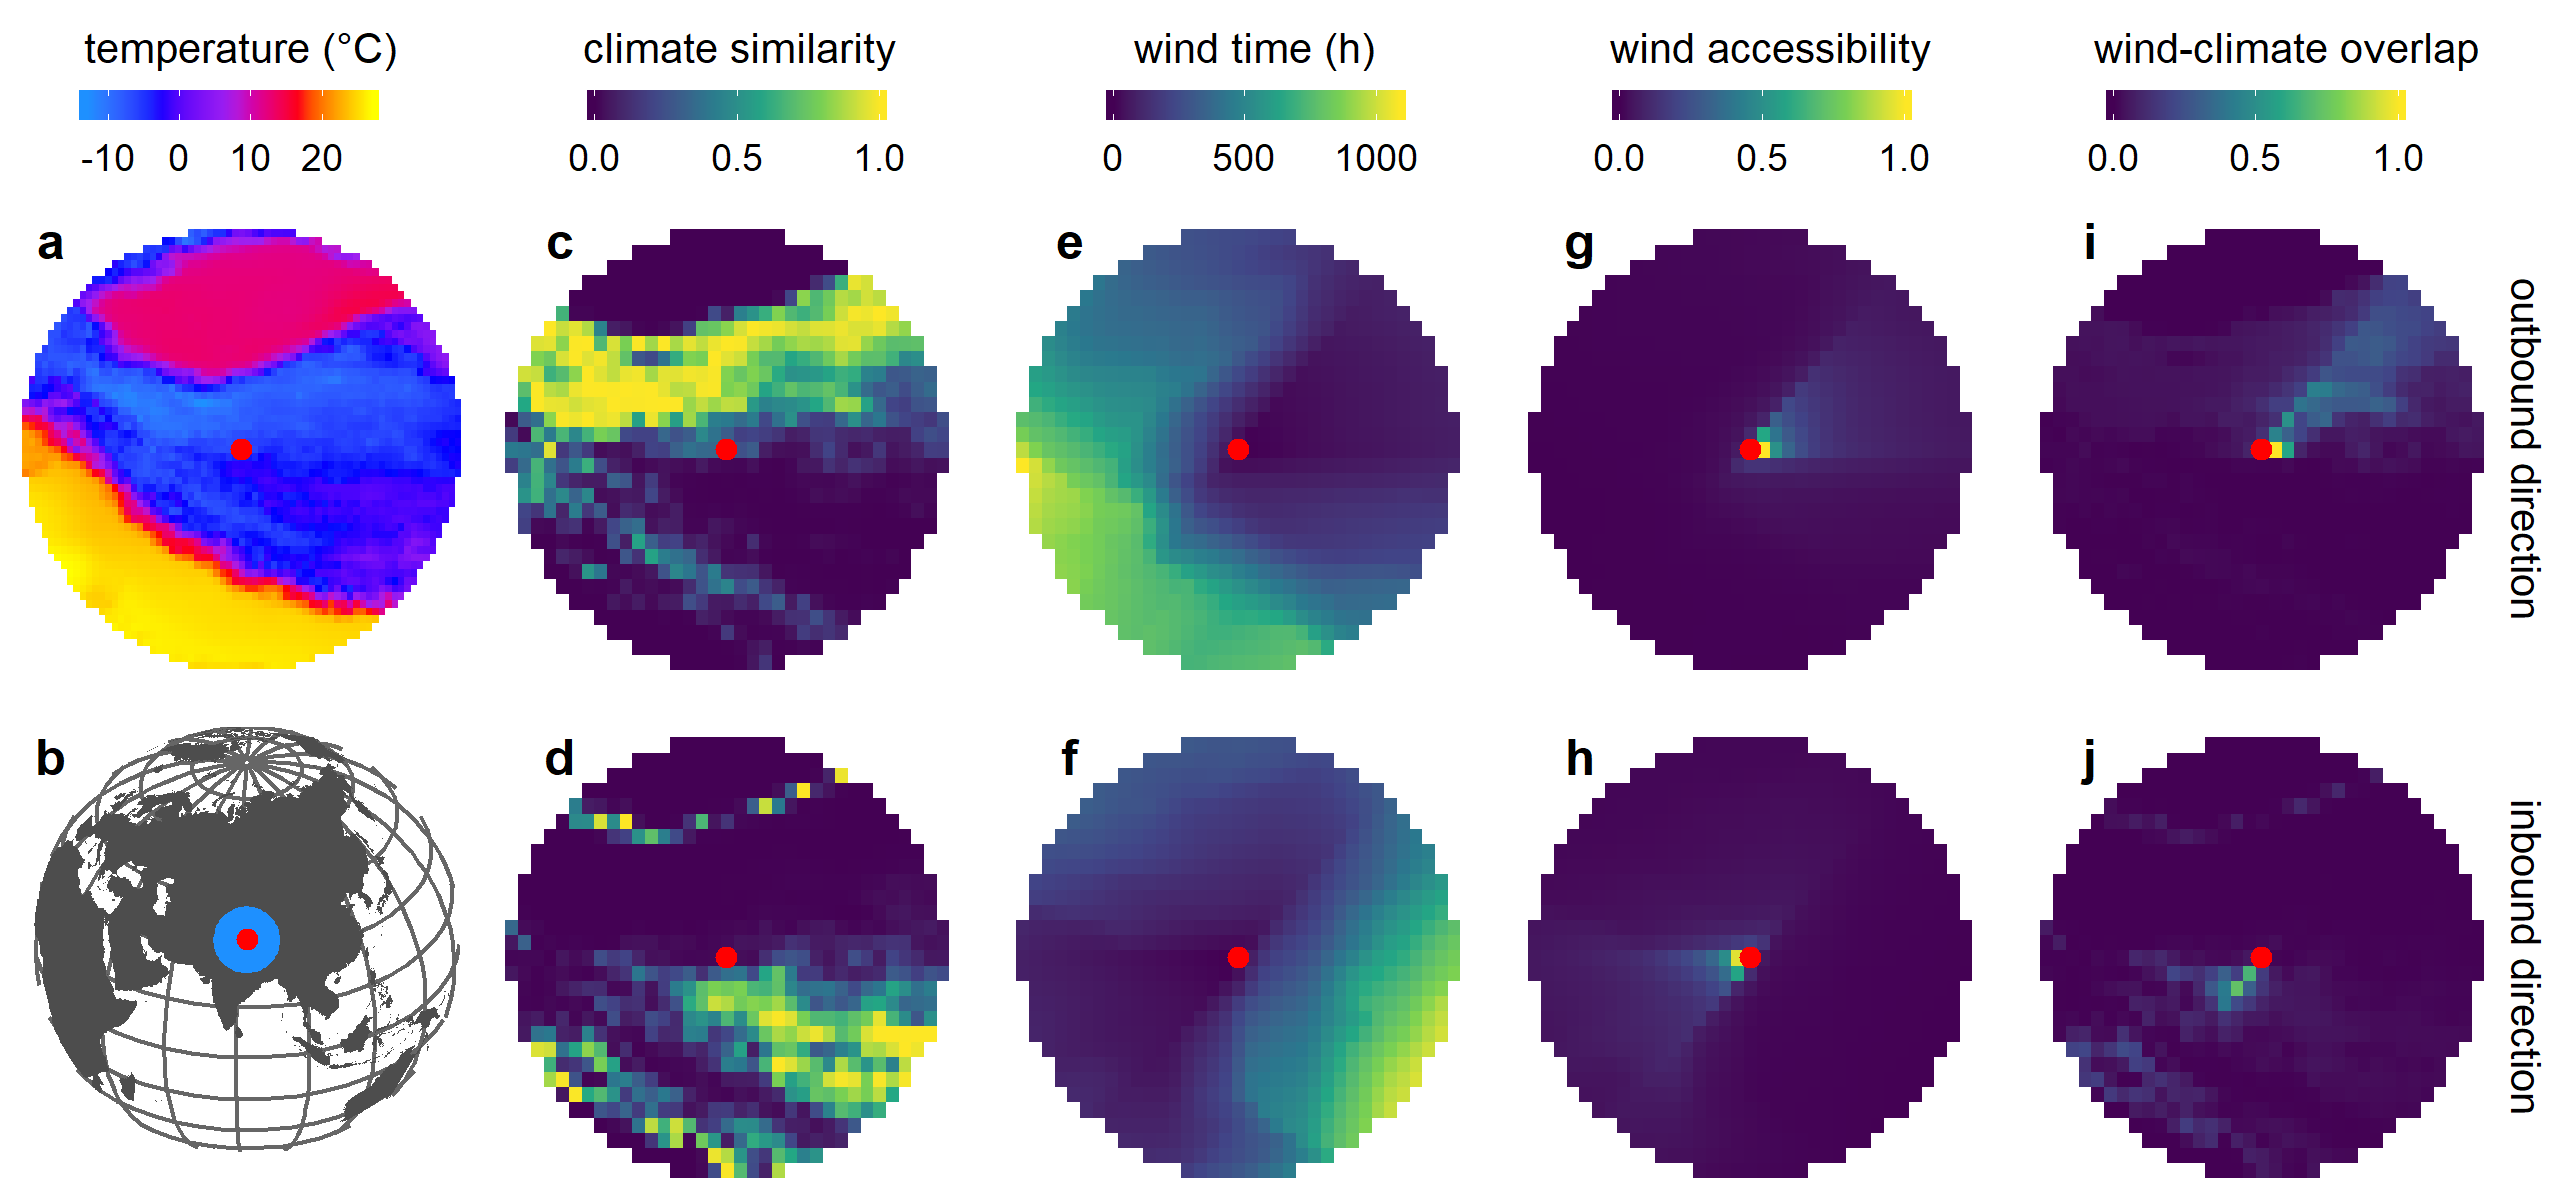 temperature (°C)
climate similarity
wind time (h)
wind accessibility
wind-climate overlap
-10 0 10 20
0.0 0.5 1.0
0 500 1000
0.0 0.5 1.0
0.0 0.5 1.0
a
c
e
g
i
outbound direction
b
d
f
h
j
inbound direction